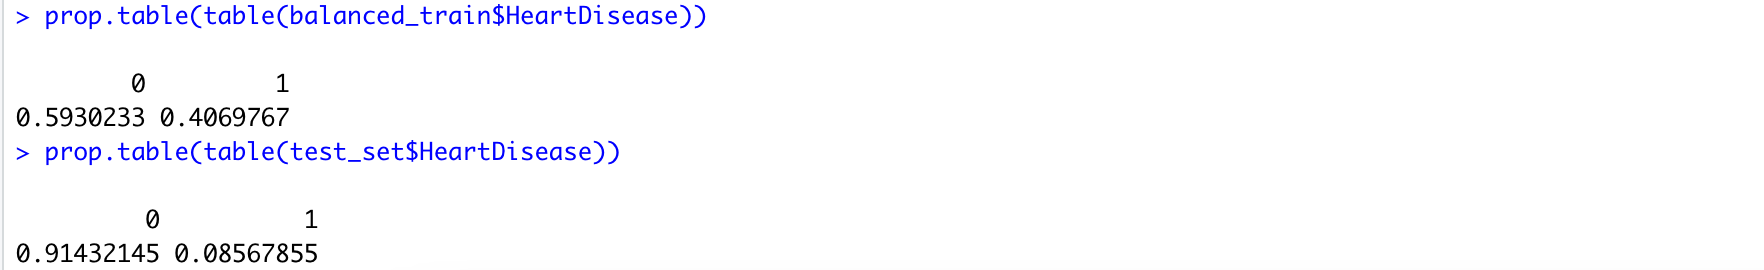 > prop.table(table(balanced_train$HeartDisease))
0 1
0.5930233 0.4069767
> prop.table(table(test_set$HeartDisease))
0 1
0.91432145 0.08567855